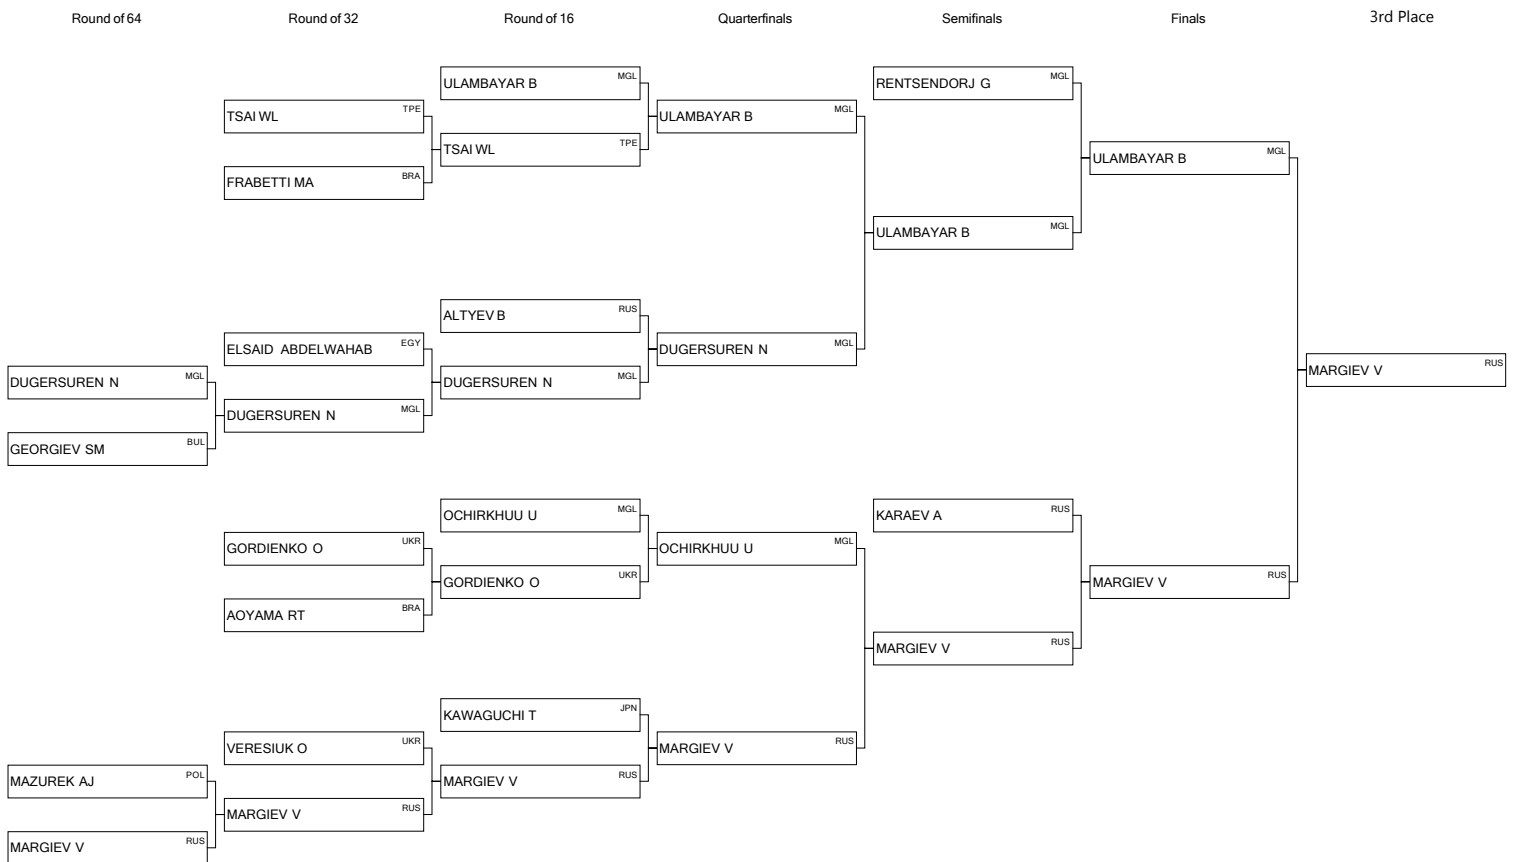 Round of 64
Round of 32
Round of 16
Quarterfinals
Semifinals
Finals
3rd Place
ULAMBAYAR B MGL
RENTSENDORJ G MGL
TSAI WL TPE
ULAMBAYAR B MGL
TSAI WL TPE
ULAMBAYAR B MGL
FRABETTI MA BRA
ULAMBAYAR B MGL
ALTYEV B RUS
ELSAID ABDELWAHAB EGY
DUGERSUREN N MGL
MARGIEV V RUS
DUGERSUREN N MGL
DUGERSUREN N MGL
DUGERSUREN N MGL
GEORGIEV SM BUL
OCHIRKHUU U MGL
KARAEV A RUS
GORDIENKO O UKR
OCHIRKHUU U MGL
GORDIENKO O UKR
MARGIEV V RUS
AOYAMA RT BRA
MARGIEV V RUS
KAWAGUCHI T JPN
VERESIUK O UKR
MARGIEV V RUS
MAZUREK AJ POL
MARGIEV V RUS
MARGIEV V RUS
MARGIEV V RUS